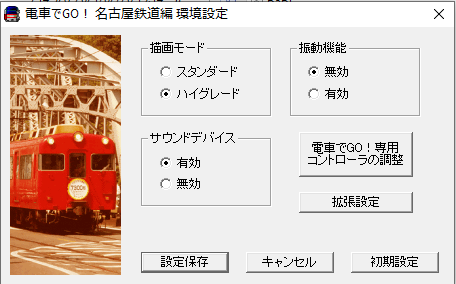 電車でGO！ 名古屋鉄道編 環境設定
描画モード
スタンダード
ハイグレード
振動機能
無効
有効
サウンドデバイス
有効
無効
電車でGO！専用
コントローラの調整
拡張設定
設定保存
キャンセル
初期設定